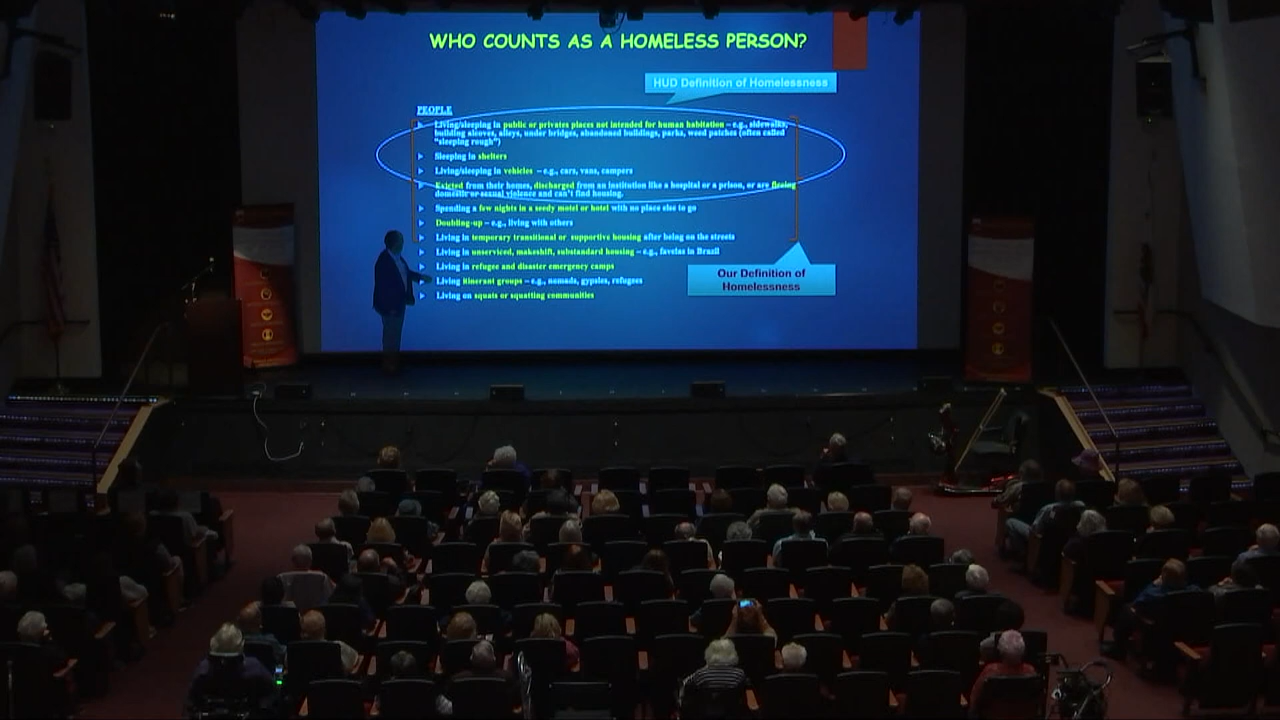 WHO COUNTS AS A HOMELESS PERSON?
HUD Definition of Homelessness
PEOPLE
Living/sleeping in public or privates places not intended for human habitation – e.g., sidewalks,
building alcoves, alleys, under bridges, abandoned buildings, parks, weed patches (often called
"sleeping rough")
Sleeping in shelters
Living/sleeping in vehicles – e.g., cars, vans, campers
Evicted from their homes, discharged from an institution like a hospital or a prison, or are fleeing
domestic or sexual violence and can't find housing.
Spending a few nights in a seedy motel or hotel with no place else to go
Doubling-up – e.g., living with others
Living in temporary transitional or supportive housing after being on the streets
Living in unserviced, makeshift, substandard housing – e.g., favelas in Brazil
Living in refugee and disaster emergency camps
Living itinerant groups – e.g., nomads, gypsies, refugees
Living on squats or squatting communities
Our Definition of
Homelessness